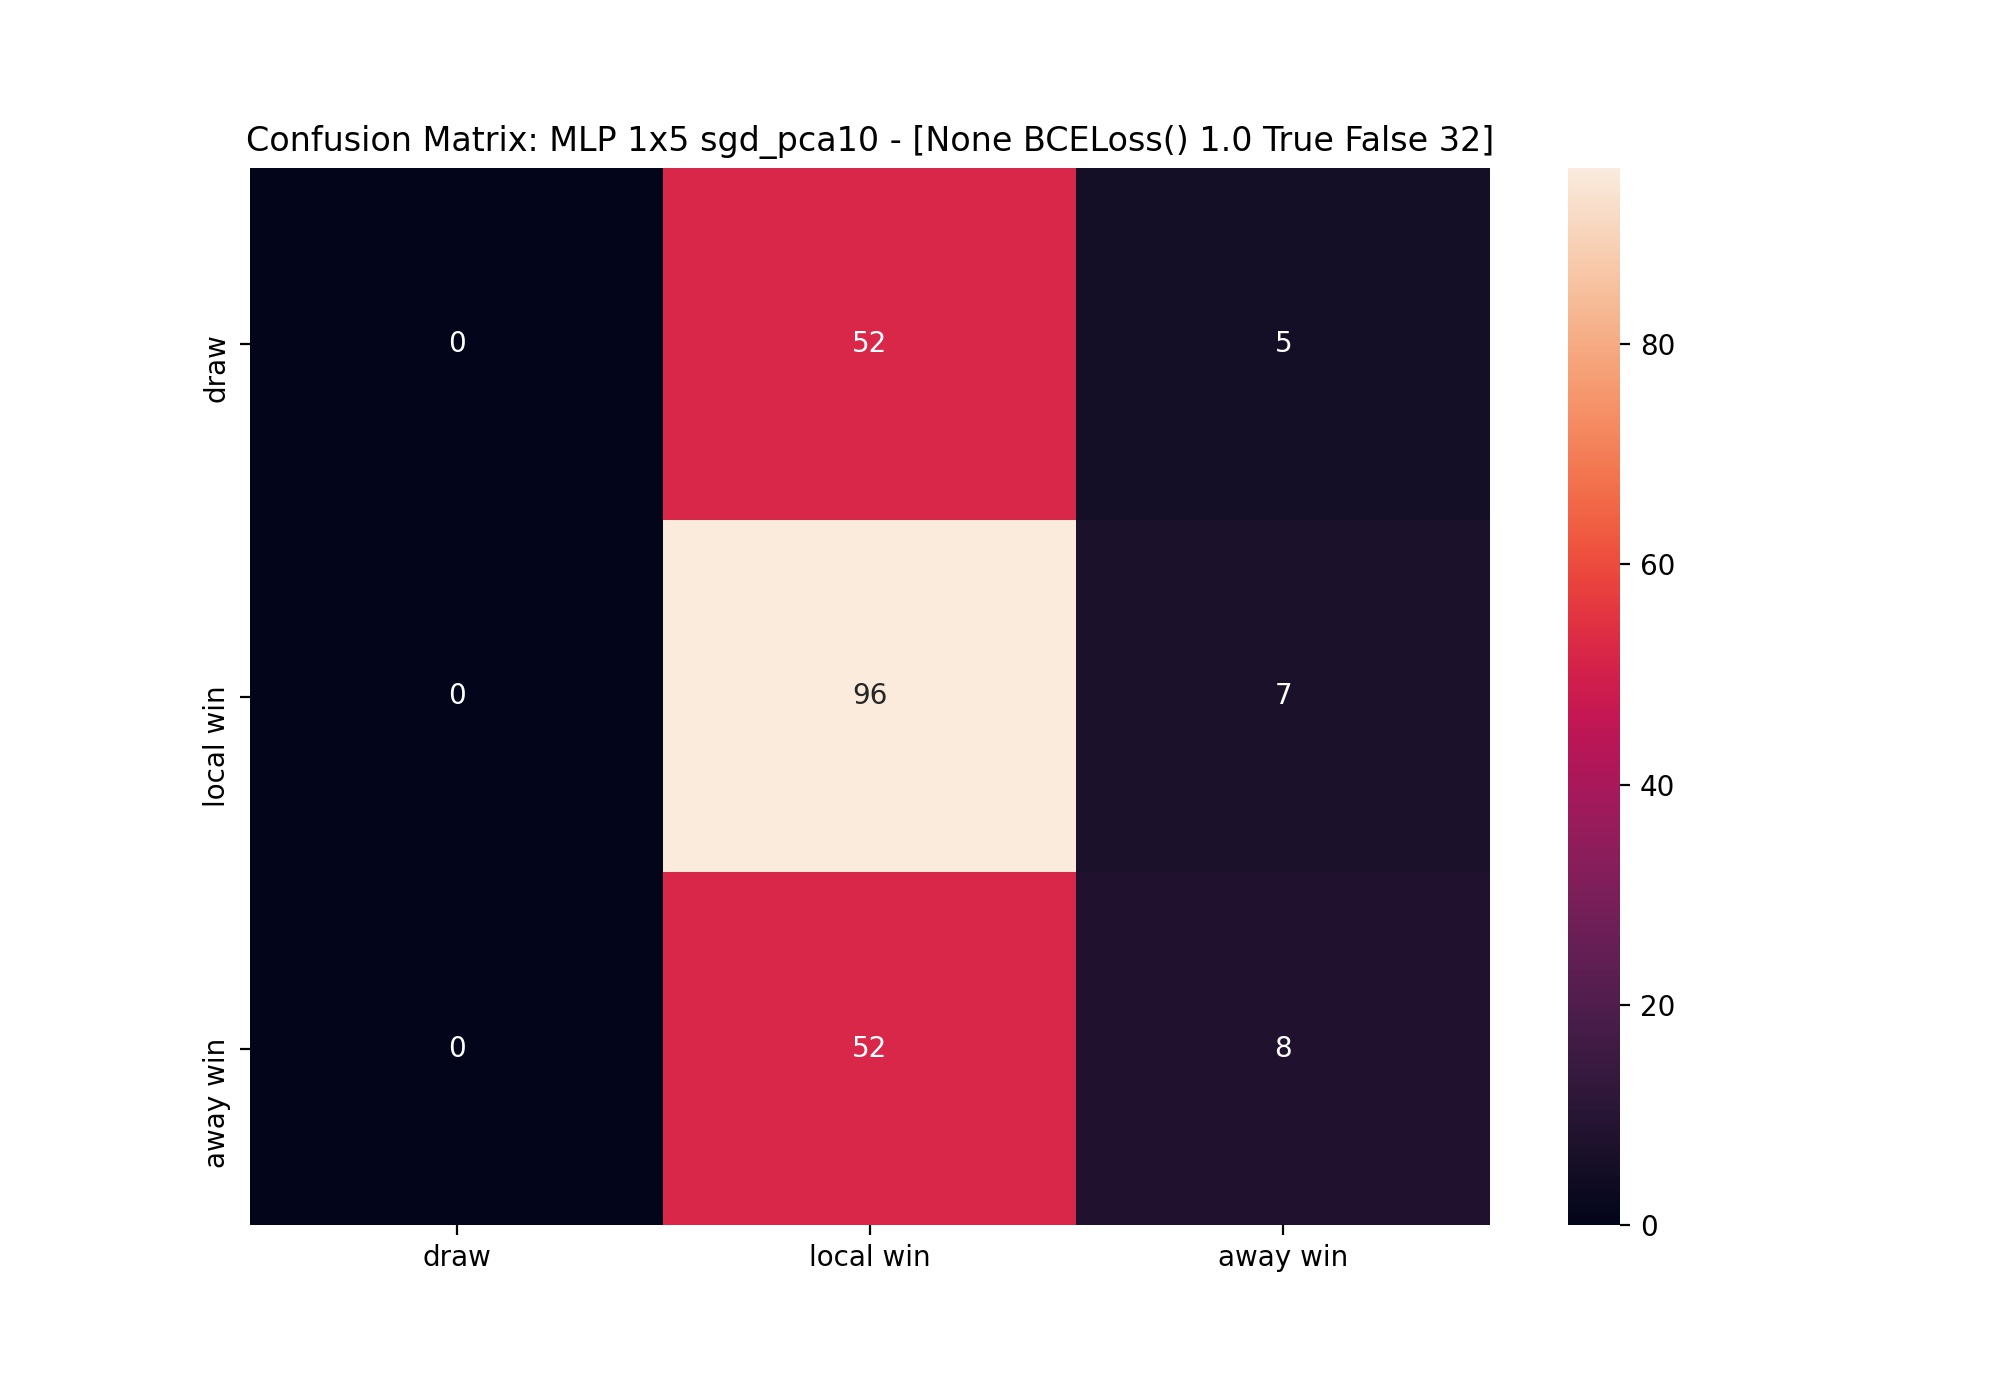 Confusion Matrix: MLP 1x5 sgd_pca10 - [None BCELoss() 1.0 True False 32]
draw
0
52
5
80
60
local win
0
96
7
40
20
away win
0
52
8
0
draw
local win
away win